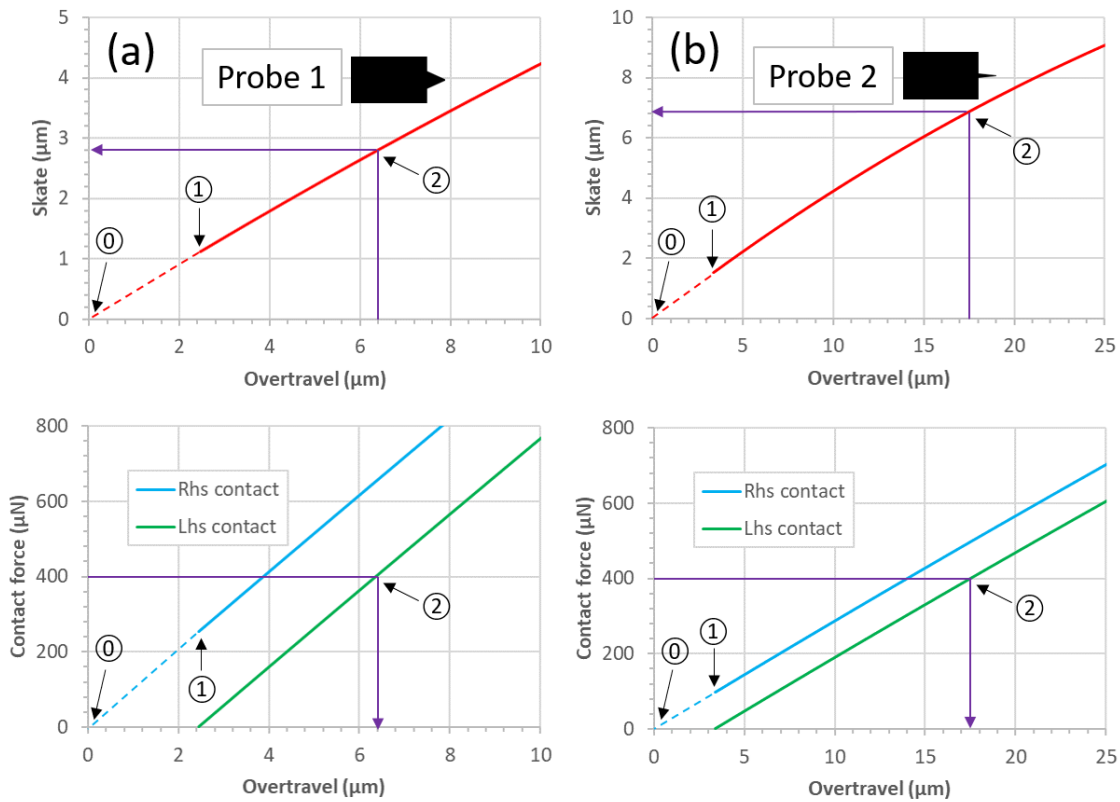 (a)
Probe 1
5
4
3
2
1
0
Skate (µm)
⓪
①
②
0 2 4 6 8 10
Overtravel (µm)
(b)
Probe 2
10
8
6
4
2
0
Skate (µm)
⓪
①
②
0 5 10 15 20 25
Overtravel (µm)
800
600
400
200
0
Contact force (µN)
Rhs contact
Lhs contact
⓪
①
②
0 2 4 6 8 10
Overtravel (µm)
800
600
400
200
0
Contact force (µN)
Rhs contact
Lhs contact
⓪
①
②
0 5 10 15 20 25
Overtravel (µm)